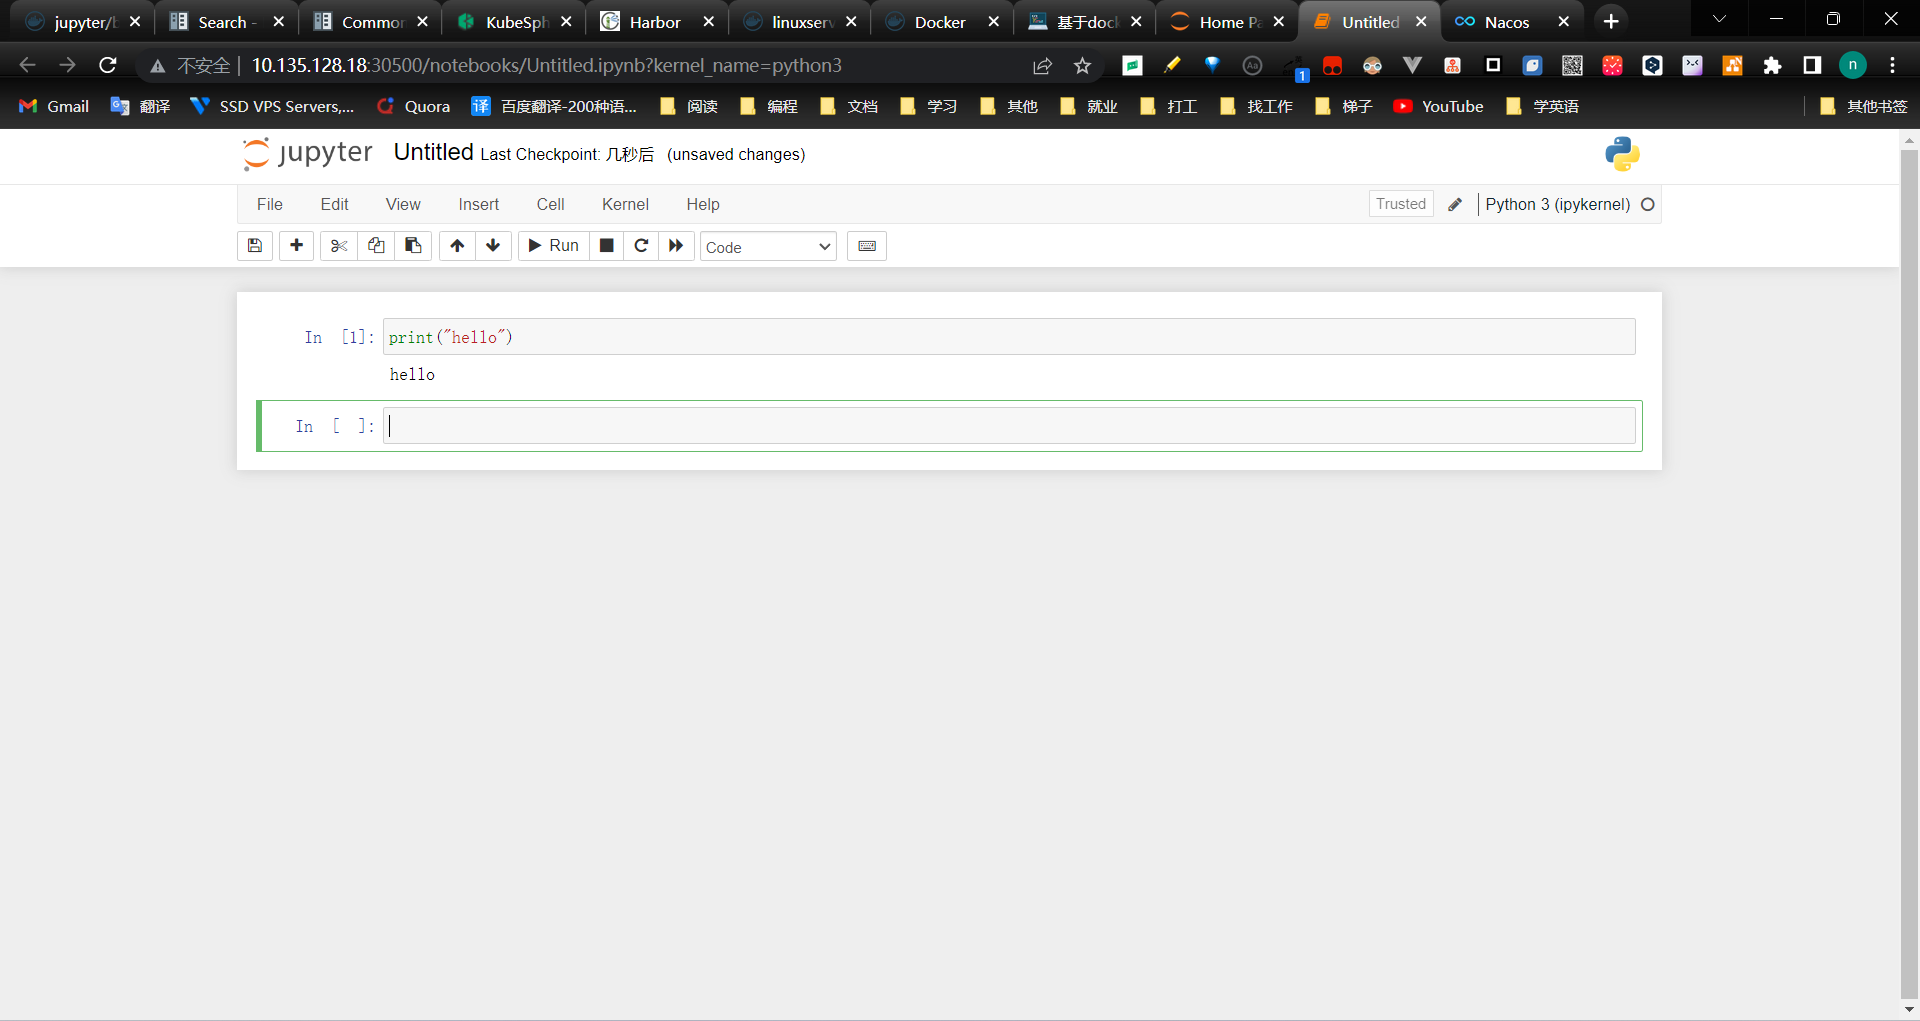 jupyter/b Search - Common KubeSph Harbor linuxserv Docker 基于dock Home Pa Untitled Nacos
不安全 10.135.128.18:30500/notebooks/Untitled.ipynb?kernel_name=python3 1 n
Gmail 翻译 SSD VPS Servers,... Quora 译 百度翻译-200种语... 阅读 编程 文档 学习 其他 就业 打工 找工作 梯子 YouTube 学英语 其他书签
jupyter Untitled Last Checkpoint: 几秒后 (unsaved changes)
File Edit View Insert Cell Kernel Help Trusted Python 3 (ipykernel)
Run Code
In [1]: print("hello")
hello
In [ ]: